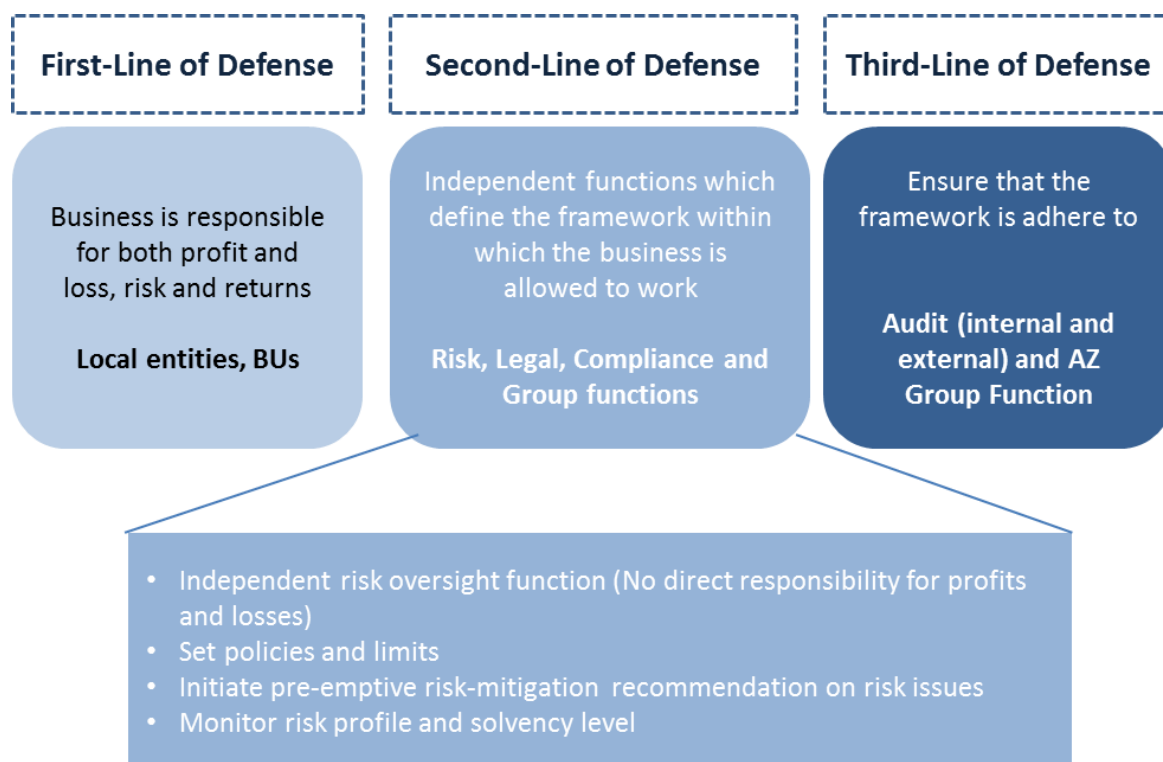 First-Line of Defense
Second-Line of Defense
Third-Line of Defense
Business is responsible
for both profit and
loss, risk and returns
Local entities, BUs
Independent functions which
define the framework within
which the business is
allowed to work
Risk, Legal, Compliance and
Group functions
Ensure that the
framework is adhere to
Audit (internal and
external) and AZ
Group Function
• Independent risk oversight function (No direct responsibility for profits
and losses)
• Set policies and limits
• Initiate pre-emptive risk-mitigation recommendation on risk issues
• Monitor risk profile and solvency level